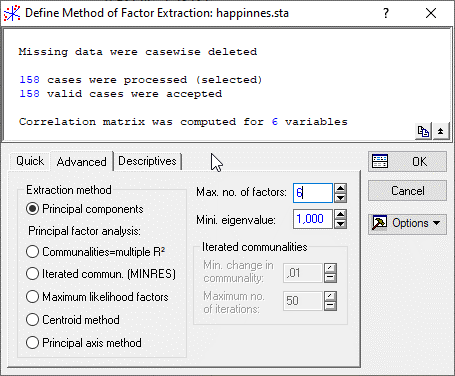 Define Method of Factor Extraction: happinnes.sta
Missing data were casewise deleted
158 cases were processed (selected)
158 valid cases were accepted
Correlation matrix was computed for 6 variables
Quick Advanced Descriptives
OK
Cancel
Options
Extraction method
Principal components
Principal factor analysis:
Communalities=multiple R²
Iterated commun. (MINRES)
Maximum likelihood factors
Centroid method
Principal axis method
Max. no. of factors: 6
Mini. eigenvalue: 1,000
Iterated communalities
Min. change in
communality: ,01
Maximum no.
of iterations: 50